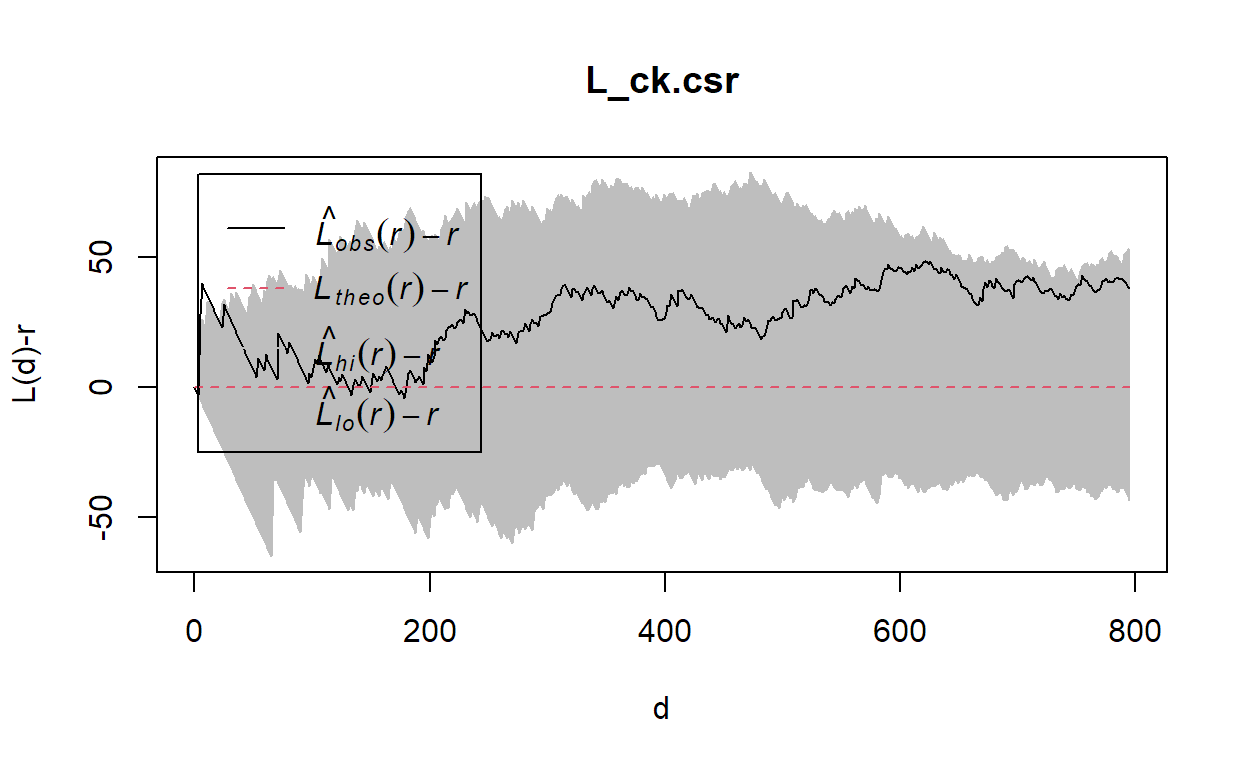 L_ck.csr
L(d)-r
50
0
-50
L̂obs(r) – r
Ltheo(r) – r
L̂hi(r) – r
L̂lo(r) – r
0 200 400 600 800
d